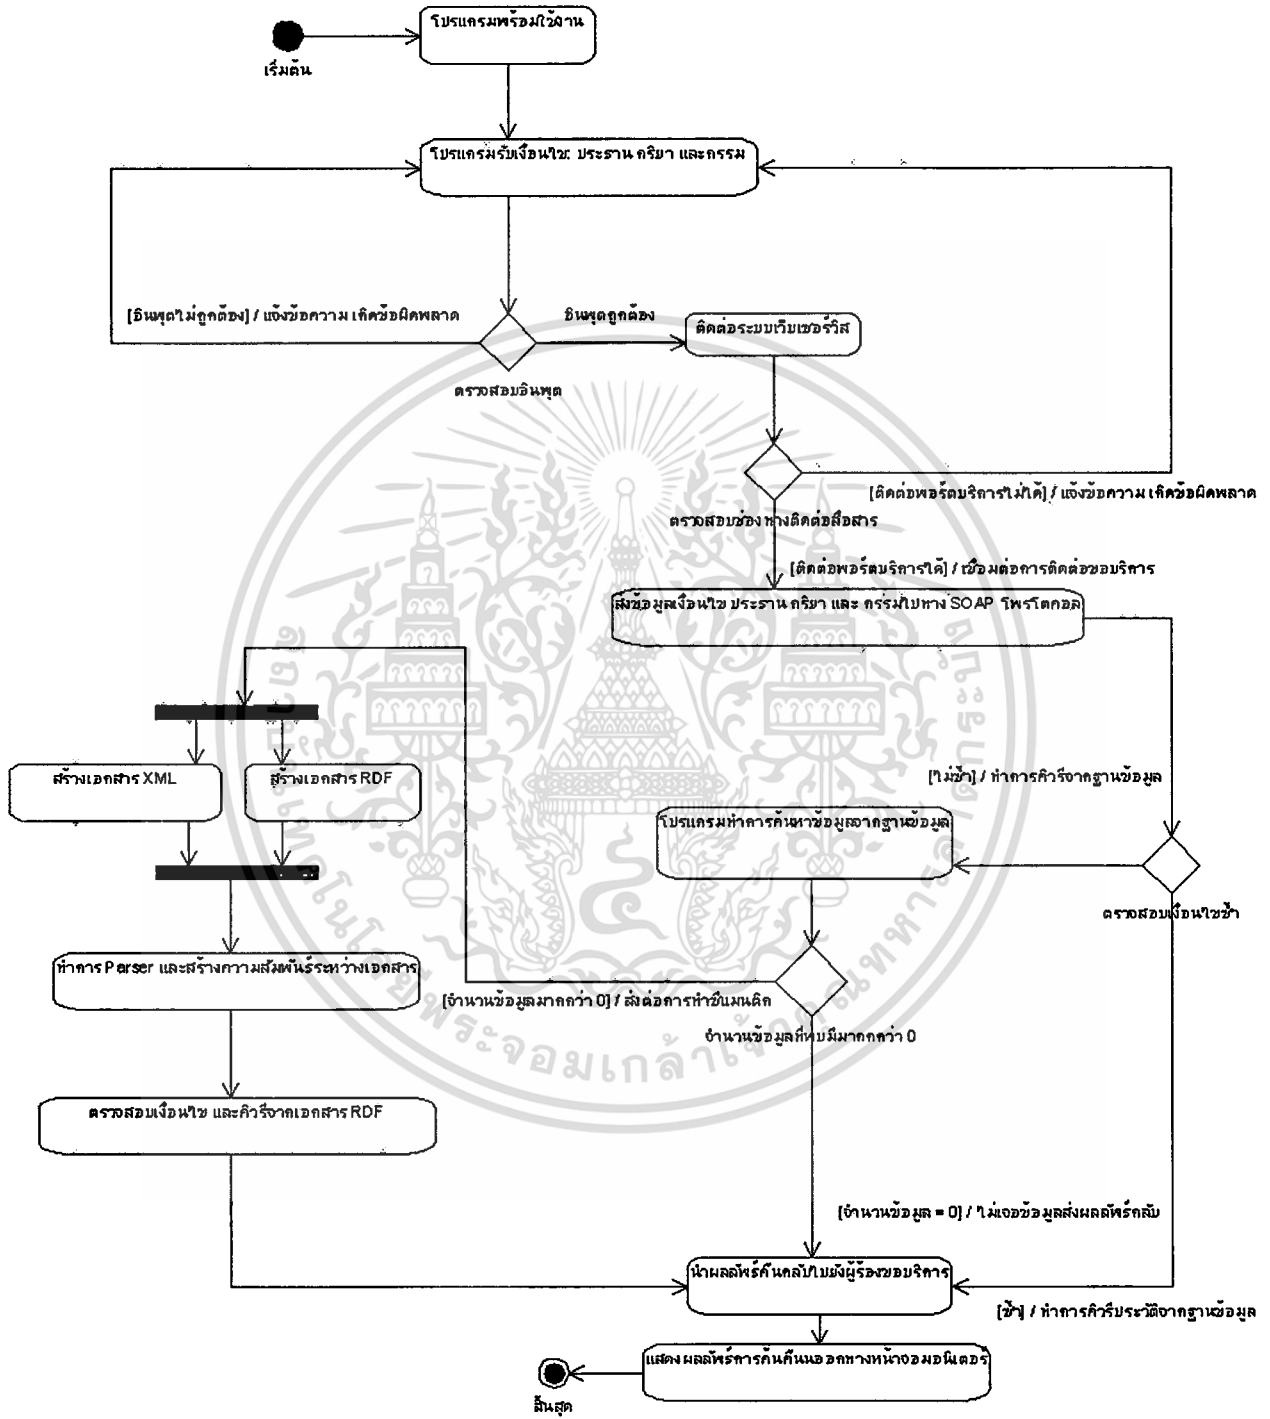 โปรแกรมพร้อมใช้งาน
เริ่มต้น
โปรแกรมรับเงื่อนไข: ประธาน กริยา และกรรม
[อินพุตไม่ถูกต้อง] / แจ้งข้อความ เกิดข้อผิดพลาด
อินพุตถูกต้อง
ติดต่อระบบเว็บเซอร์วิส
ตรวจสอบอินพุต
[ติดต่อพอร์ตบริการไม่ได้] / แจ้งข้อความ เกิดข้อผิดพลาด
ตรวจสอบช่องทางติดต่อสื่อสาร
[ติดต่อพอร์ตบริการได้] / เชื่อมต่อการติดต่อขอบริการ
ส่งข้อมูลเงื่อนไข ประธาน กริยา และ กรรมไปทาง SOAP โพรโตคอล
สร้างเอกสาร XML
สร้างเอกสาร RDF
[ไม่ซ้ำ] / ทำการคิวรีจากฐานข้อมูล
โปรแกรมทำการค้นหาข้อมูลจากฐานข้อมูล
ตรวจสอบเงื่อนไขซ้ำ
ทำการ Parser และสร้างความสัมพันธ์ระหว่างเอกสาร
[จำนวนข้อมูลมากกว่า 0] / ส่งต่อการทำซีแมนติก
จำนวนข้อมูลที่พบมีมากกว่า 0
ตรวจสอบเงื่อนไข และคิวรีจากเอกสาร RDF
[จำนวนข้อมูล = 0] / ไม่เจอข้อมูลส่งผลลัพธ์กลับ
นำผลลัพธ์คืนกลับไปยังผู้ร้องขอบริการ
[ซ้ำ] / ทำการคิวรีประวัติจากฐานข้อมูล
แสดงผลลัพธ์การค้นคืนออกทางหน้าจอมอนิเตอร์
สิ้นสุด